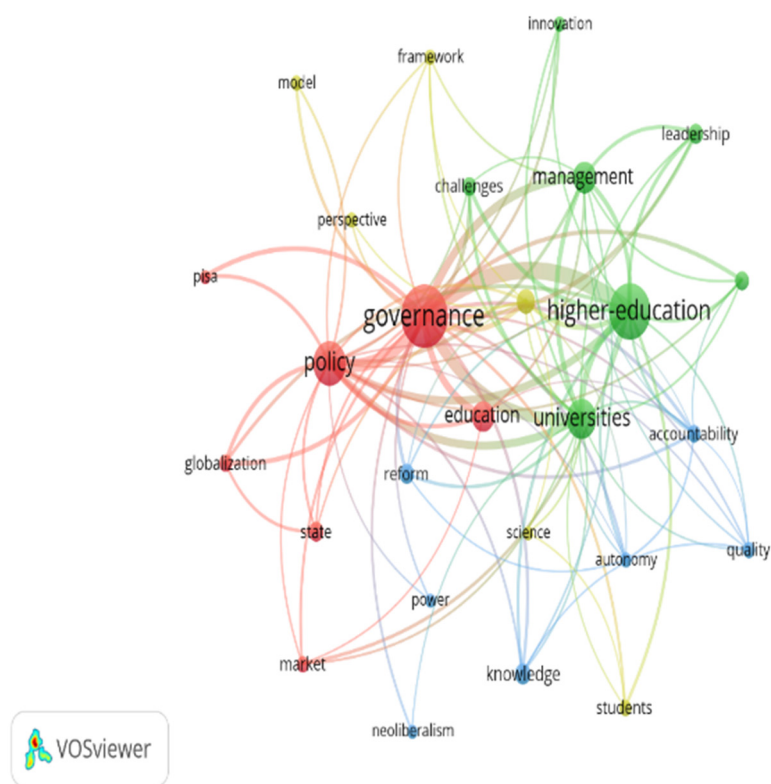 innovation
framework
model
leadership
management
challenges
perspective
pisa
governance
higher-education
policy
education
universities
accountability
globalization
reform
state
science
quality
autonomy
power
market
knowledge
students
neoliberalism
VOSviewer